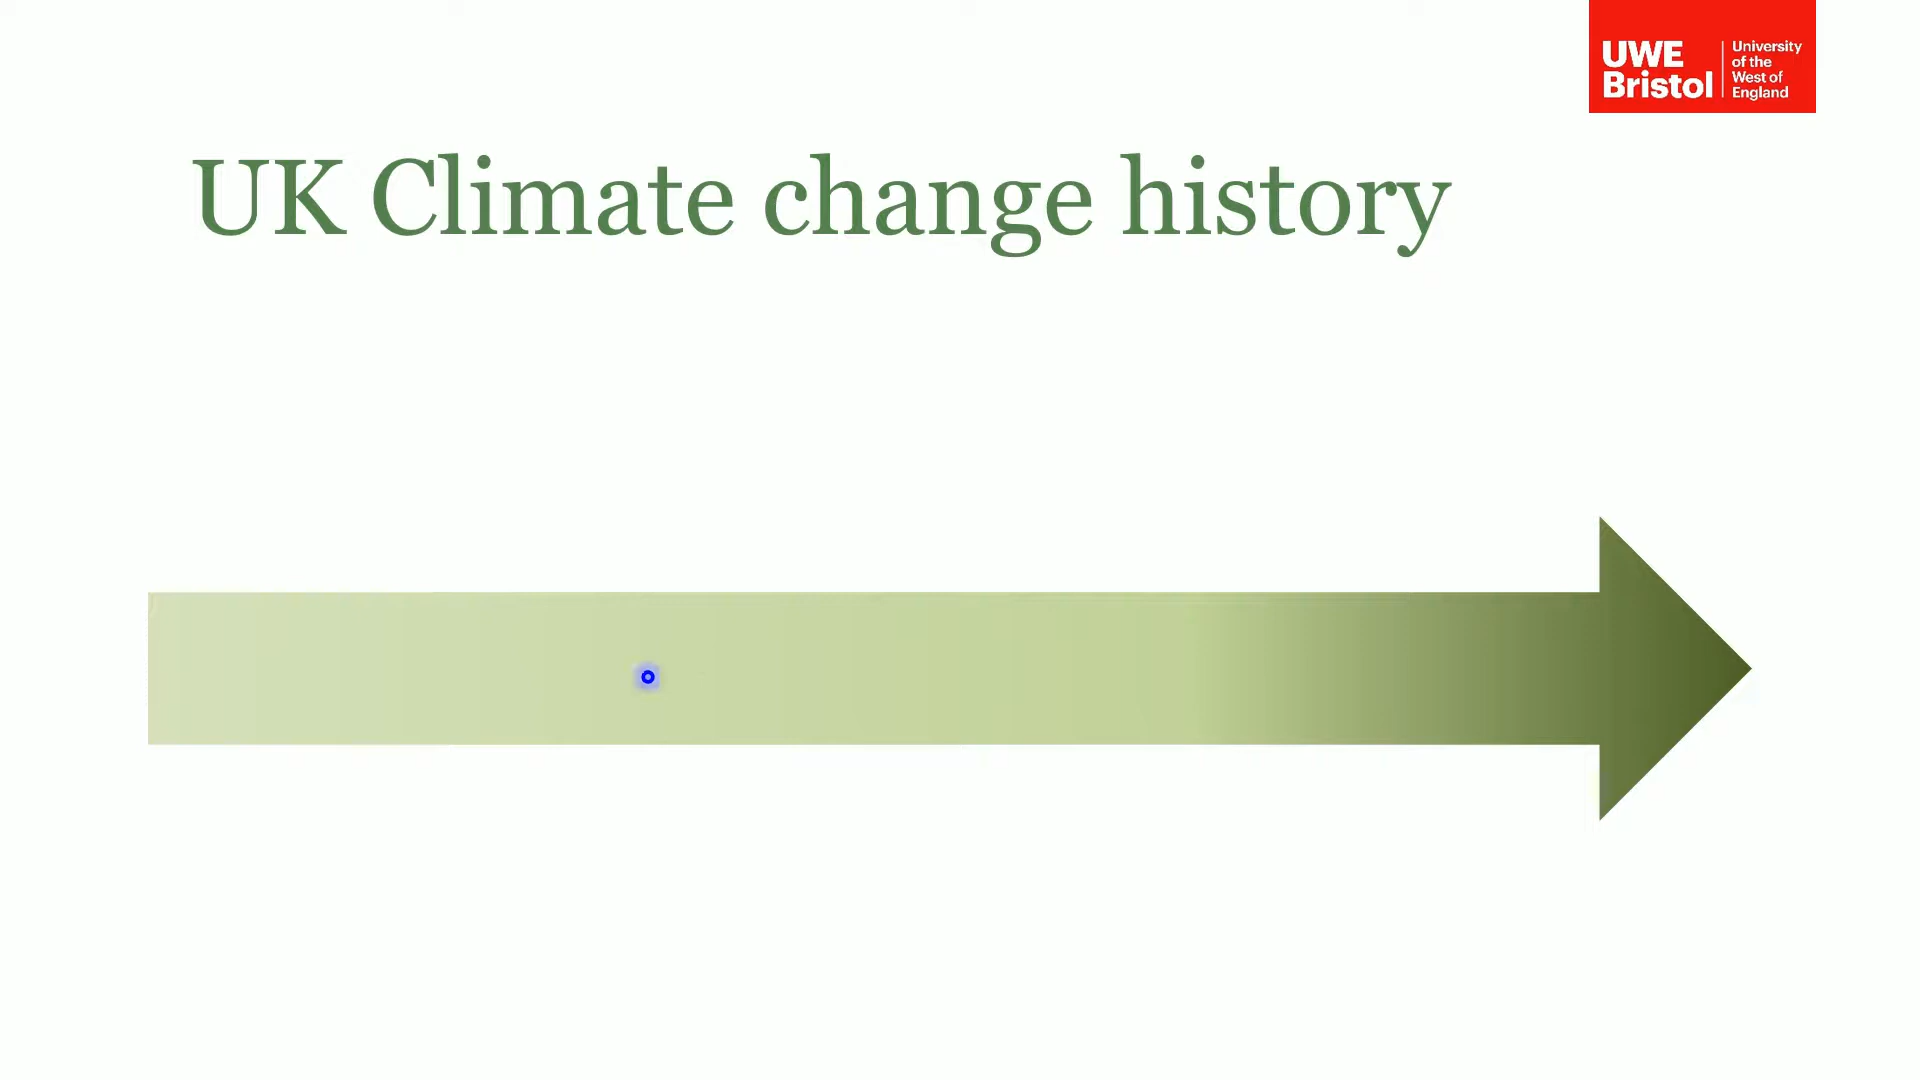 UWE
Bristol
University
of the
West of
England
UK Climate change history